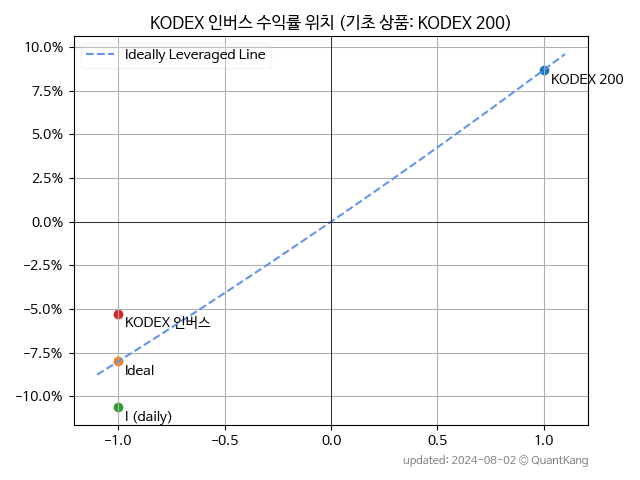 KODEX 인버스 수익률 위치 (기초 상품: KODEX 200)
10.0%
Ideally Leveraged Line
7.5%
KODEX 200
5.0%
2.5%
0.0%
−2.5%
−5.0%
KODEX 인버스
−7.5%
Ideal
−10.0%
I (daily)
−1.0 −0.5 0.0 0.5 1.0
updated: 2024-08-02 © QuantKang